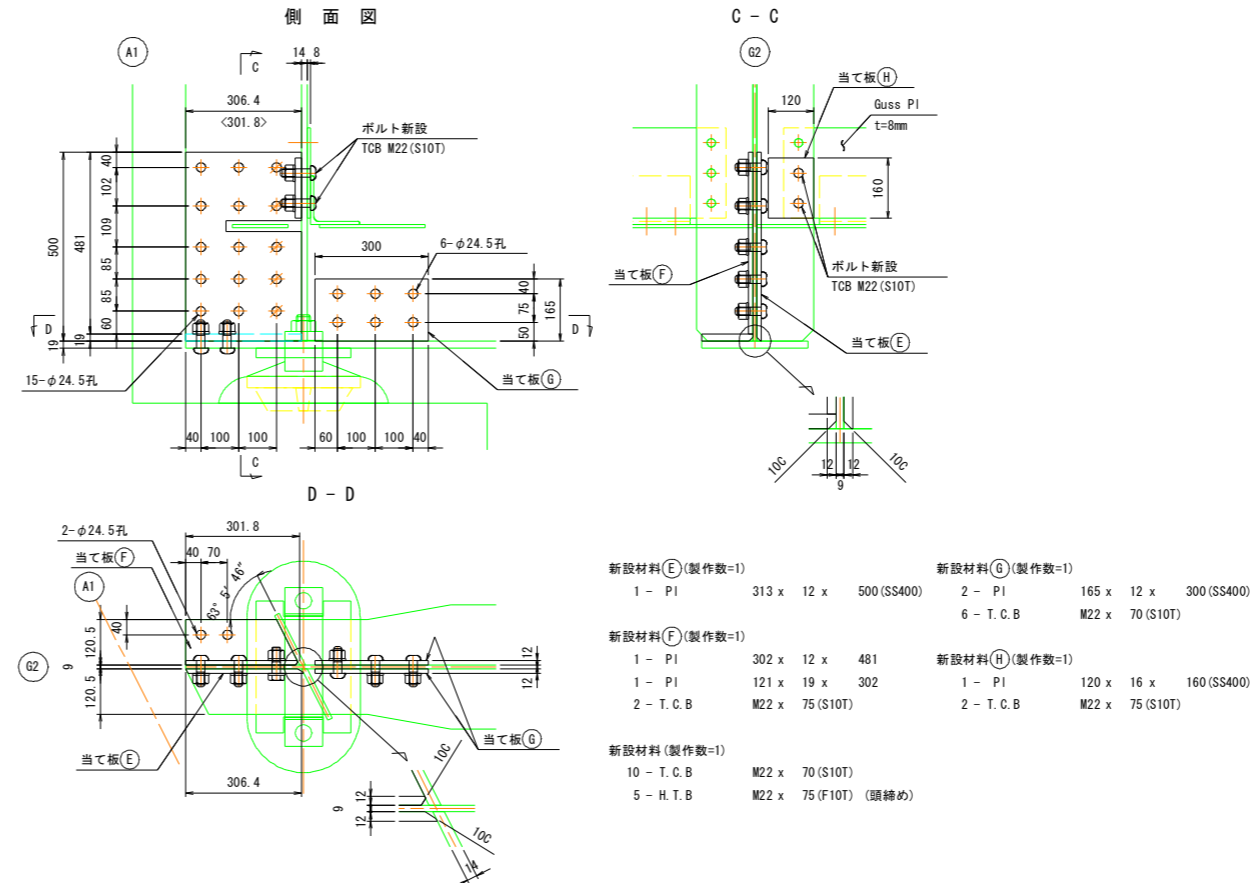 側 面 図
A1
C
14 8
306.4
<301.8>
ボルト新設
TCB M22(S10T)
40
102
109
85
85
60
19
500
481
19
300
6-φ24.5孔
40
75
50
165
D
D
15-φ24.5孔
当て板G
40 100 100
60 100 100 40
C
C - C
G2
当て板H
120
Guss Pl
t=8mm
160
当て板F
ボルト新設
TCB M22(S10T)
当て板E
10C
12 12
9
10C
D - D
2-φ24.5孔
301.8
40 70
当て板F
A1
63° 5' 46"
40
120.5
G2
9
120.5
12
12
当て板E
当て板G
306.4
10C
12
9
12
10C
14
新設材料E(製作数=1)
1 - Pl 313 x 12 x 500(SS400)
新設材料F(製作数=1)
1 - Pl 302 x 12 x 481
1 - Pl 121 x 19 x 302
2 - T.C.B M22 x 75(S10T)
新設材料(製作数=1)
10 - T.C.B M22 x 70(S10T)
5 - H.T.B M22 x 75(F10T) (頭締め)
新設材料G(製作数=1)
2 - Pl 165 x 12 x 300(SS400)
6 - T.C.B M22 x 70(S10T)
新設材料H(製作数=1)
1 - Pl 120 x 16 x 160(SS400)
2 - T.C.B M22 x 75(S10T)